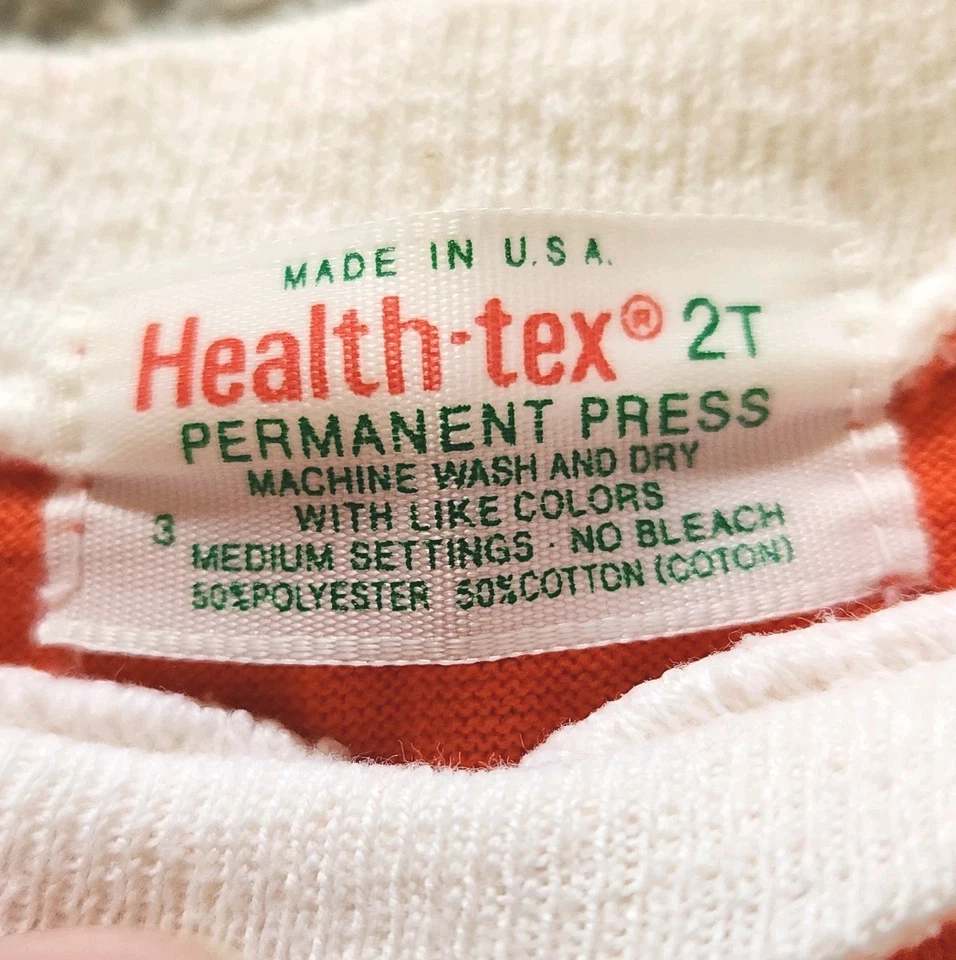 MADE IN U.S.A.
Health·tex® 2T
PERMANENT PRESS
MACHINE WASH AND DRY
WITH LIKE COLORS
3
MEDIUM SETTINGS · NO BLEACH
50%POLYESTER 50%COTTON (COTON)